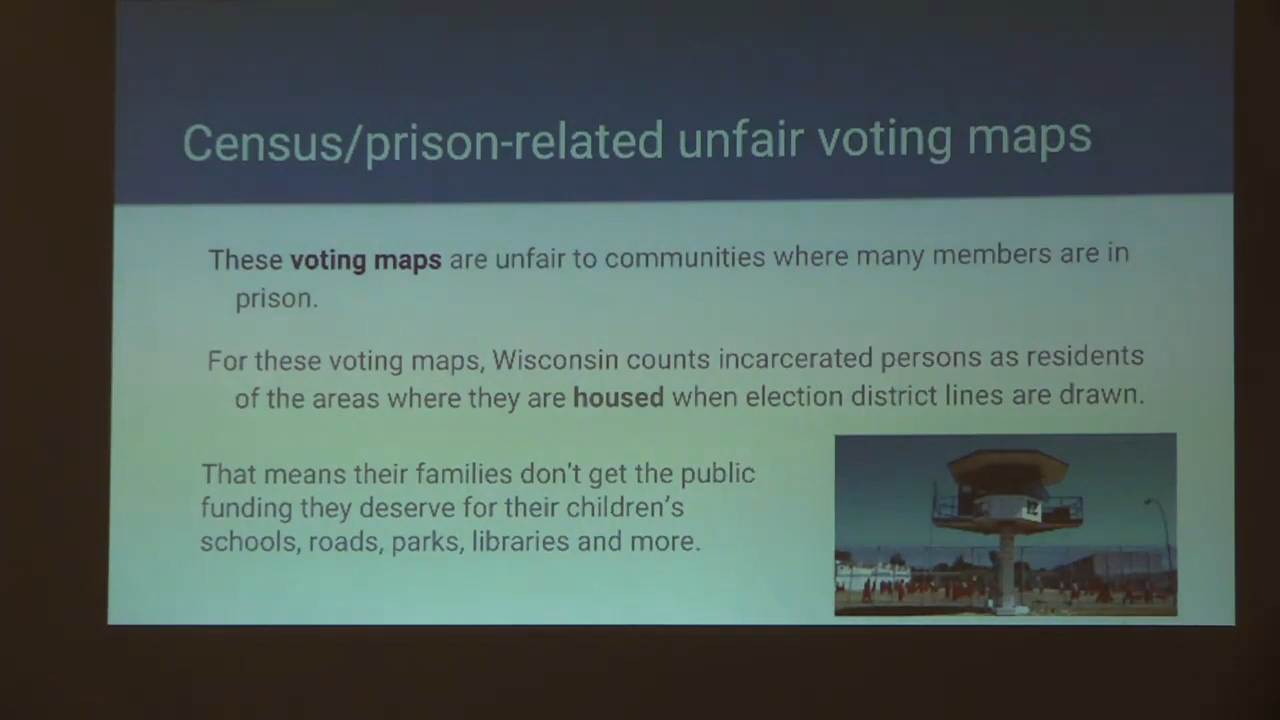 Census/prison-related unfair voting maps
These voting maps are unfair to communities where many members are in
prison.
For these voting maps, Wisconsin counts incarcerated persons as residents
of the areas where they are housed when election district lines are drawn.
That means their families don't get the public
funding they deserve for their children's
schools, roads, parks, libraries and more.